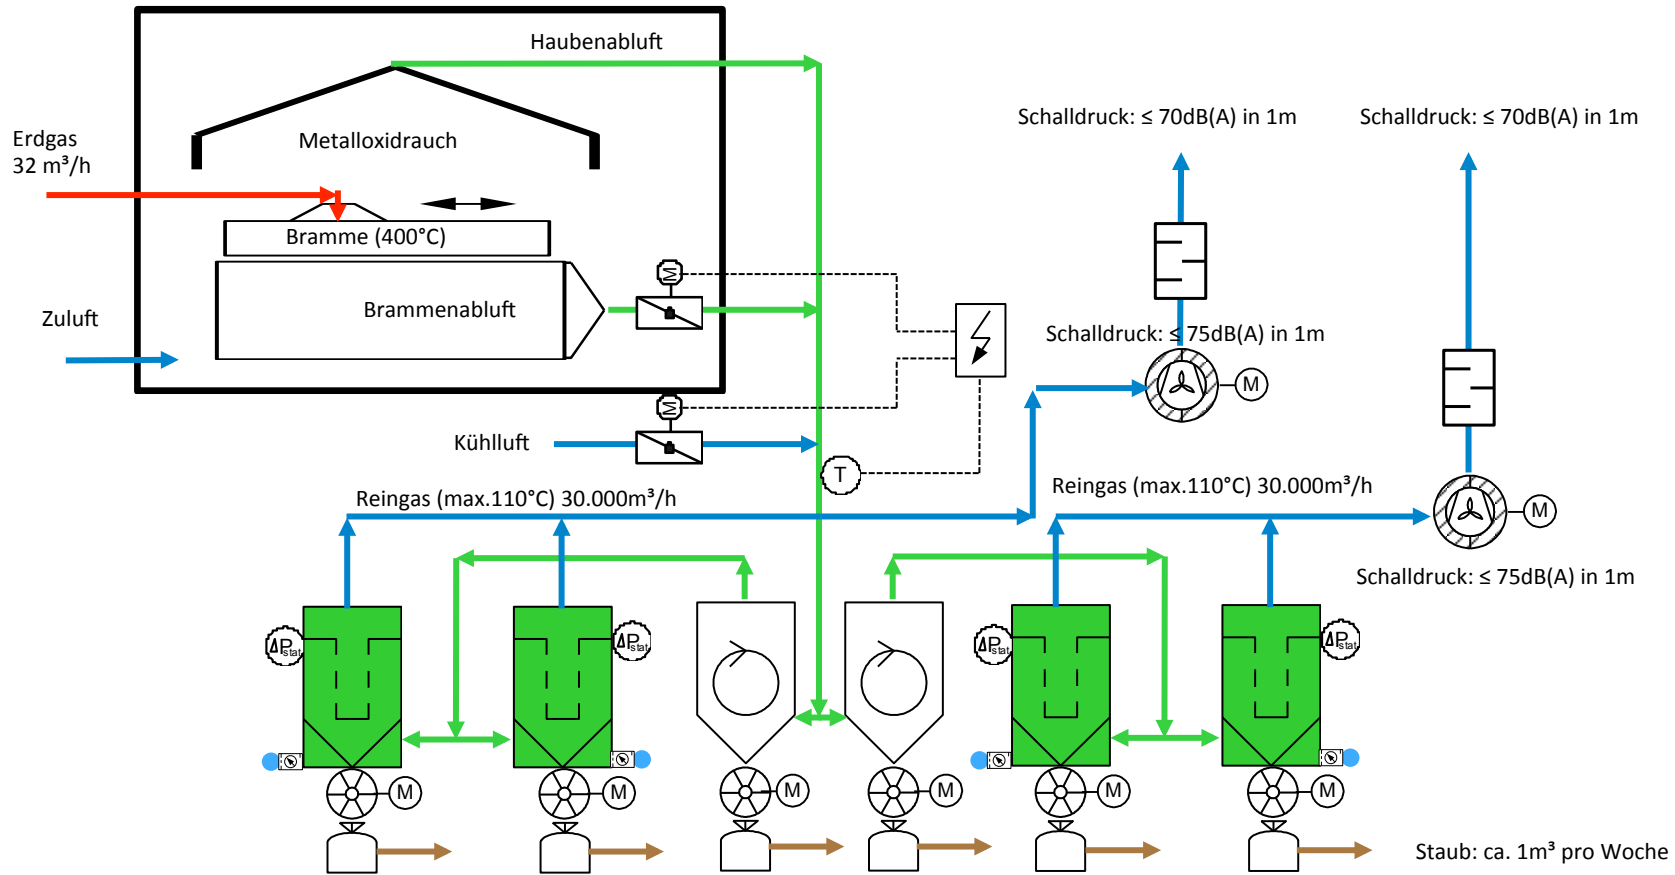 Haubenabluft
Schalldruck: ≤ 70dB(A) in 1m
Schalldruck: ≤ 70dB(A) in 1m
Erdgas
32 m³/h
Metalloxidrauch
Bramme (400°C)
M
Brammenabluft
Zuluft
Schalldruck: ≤ 75dB(A) in 1m
M
M
Kühlluft
T
Reingas (max.110°C) 30.000m³/h
Reingas (max.110°C) 30.000m³/h
M
Schalldruck: ≤ 75dB(A) in 1m
ΔPstat
ΔPstat
ΔPstat
ΔPstat
M
M
M
M
M
M
Staub: ca. 1m³ pro Woche